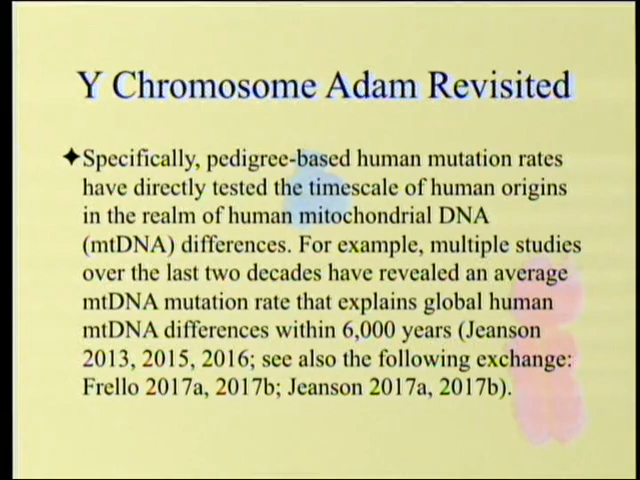 Y Chromosome Adam Revisited
✦Specifically, pedigree-based human mutation rates
have directly tested the timescale of human origins
in the realm of human mitochondrial DNA
(mtDNA) differences. For example, multiple studies
over the last two decades have revealed an average
mtDNA mutation rate that explains global human
mtDNA differences within 6,000 years (Jeanson
2013, 2015, 2016; see also the following exchange:
Frello 2017a, 2017b; Jeanson 2017a, 2017b).